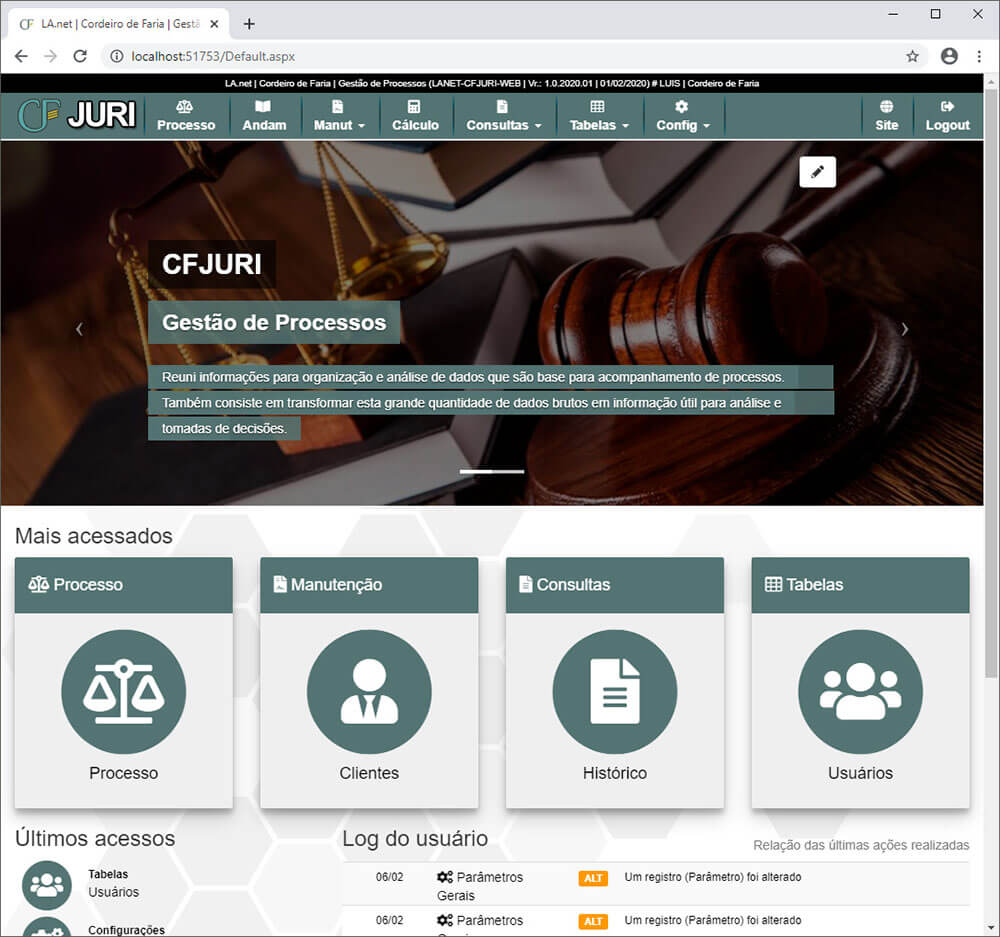 LA.net | Cordeiro de Faria | Gestã
localhost:51753/Default.aspx
LA.net | Cordeiro de Faria | Gestão de Processos (LANET-CFJURI-WEB | Vr.: 1.0.2020.01 | 01/02/2020) # LUIS | Cordeiro de Faria
CF JURI
Processo Andam Manut Cálculo Consultas Tabelas Config Site Logout
CFJURI
Gestão de Processos
Reuni informações para organização e análise de dados que são base para acompanhamento de processos.
Também consiste em transformar esta grande quantidade de dados brutos em informação útil para análise e
tomadas de decisões.
Mais acessados
Processo Manutenção Consultas Tabelas
Processo Clientes Histórico Usuários
Últimos acessos Log do usuário Relação das últimas ações realizadas
Tabelas
Usuários
Configurações
06/02 Parâmetros Gerais ALT Um registro (Parâmetro) foi alterado
06/02 Parâmetros ALT Um registro (Parâmetro) foi alterado